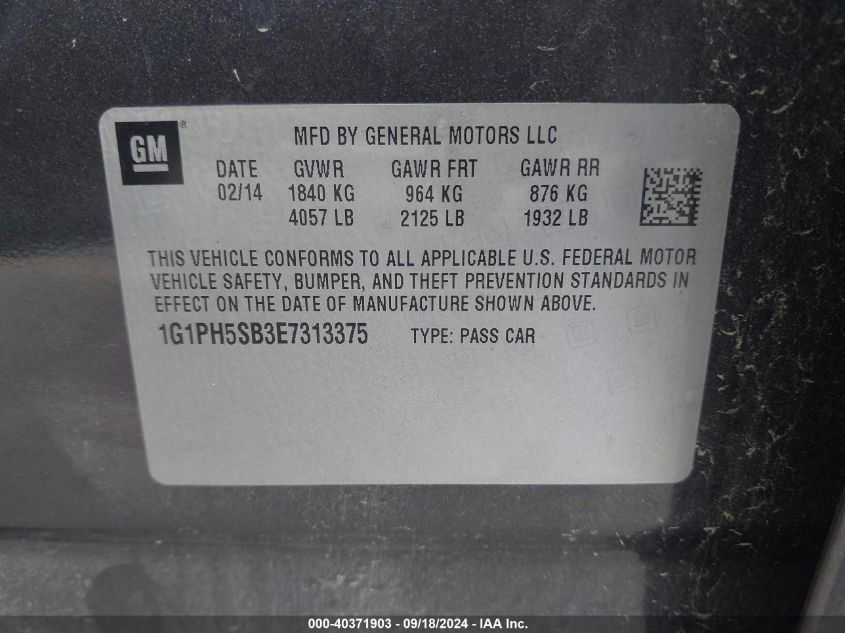 GM®
MFD BY GENERAL MOTORS LLC
DATE GVWR GAWR FRT GAWR RR
02/14 1840 KG 964 KG 876 KG
4057 LB 2125 LB 1932 LB
THIS VEHICLE CONFORMS TO ALL APPLICABLE U.S. FEDERAL MOTOR
VEHICLE SAFETY, BUMPER, AND THEFT PREVENTION STANDARDS IN
EFFECT ON THE DATE OF MANUFACTURE SHOWN ABOVE.
1G1PH5SB3E7313375 TYPE: PASS CAR
000-40371903 - 09/18/2024 - IAA Inc.